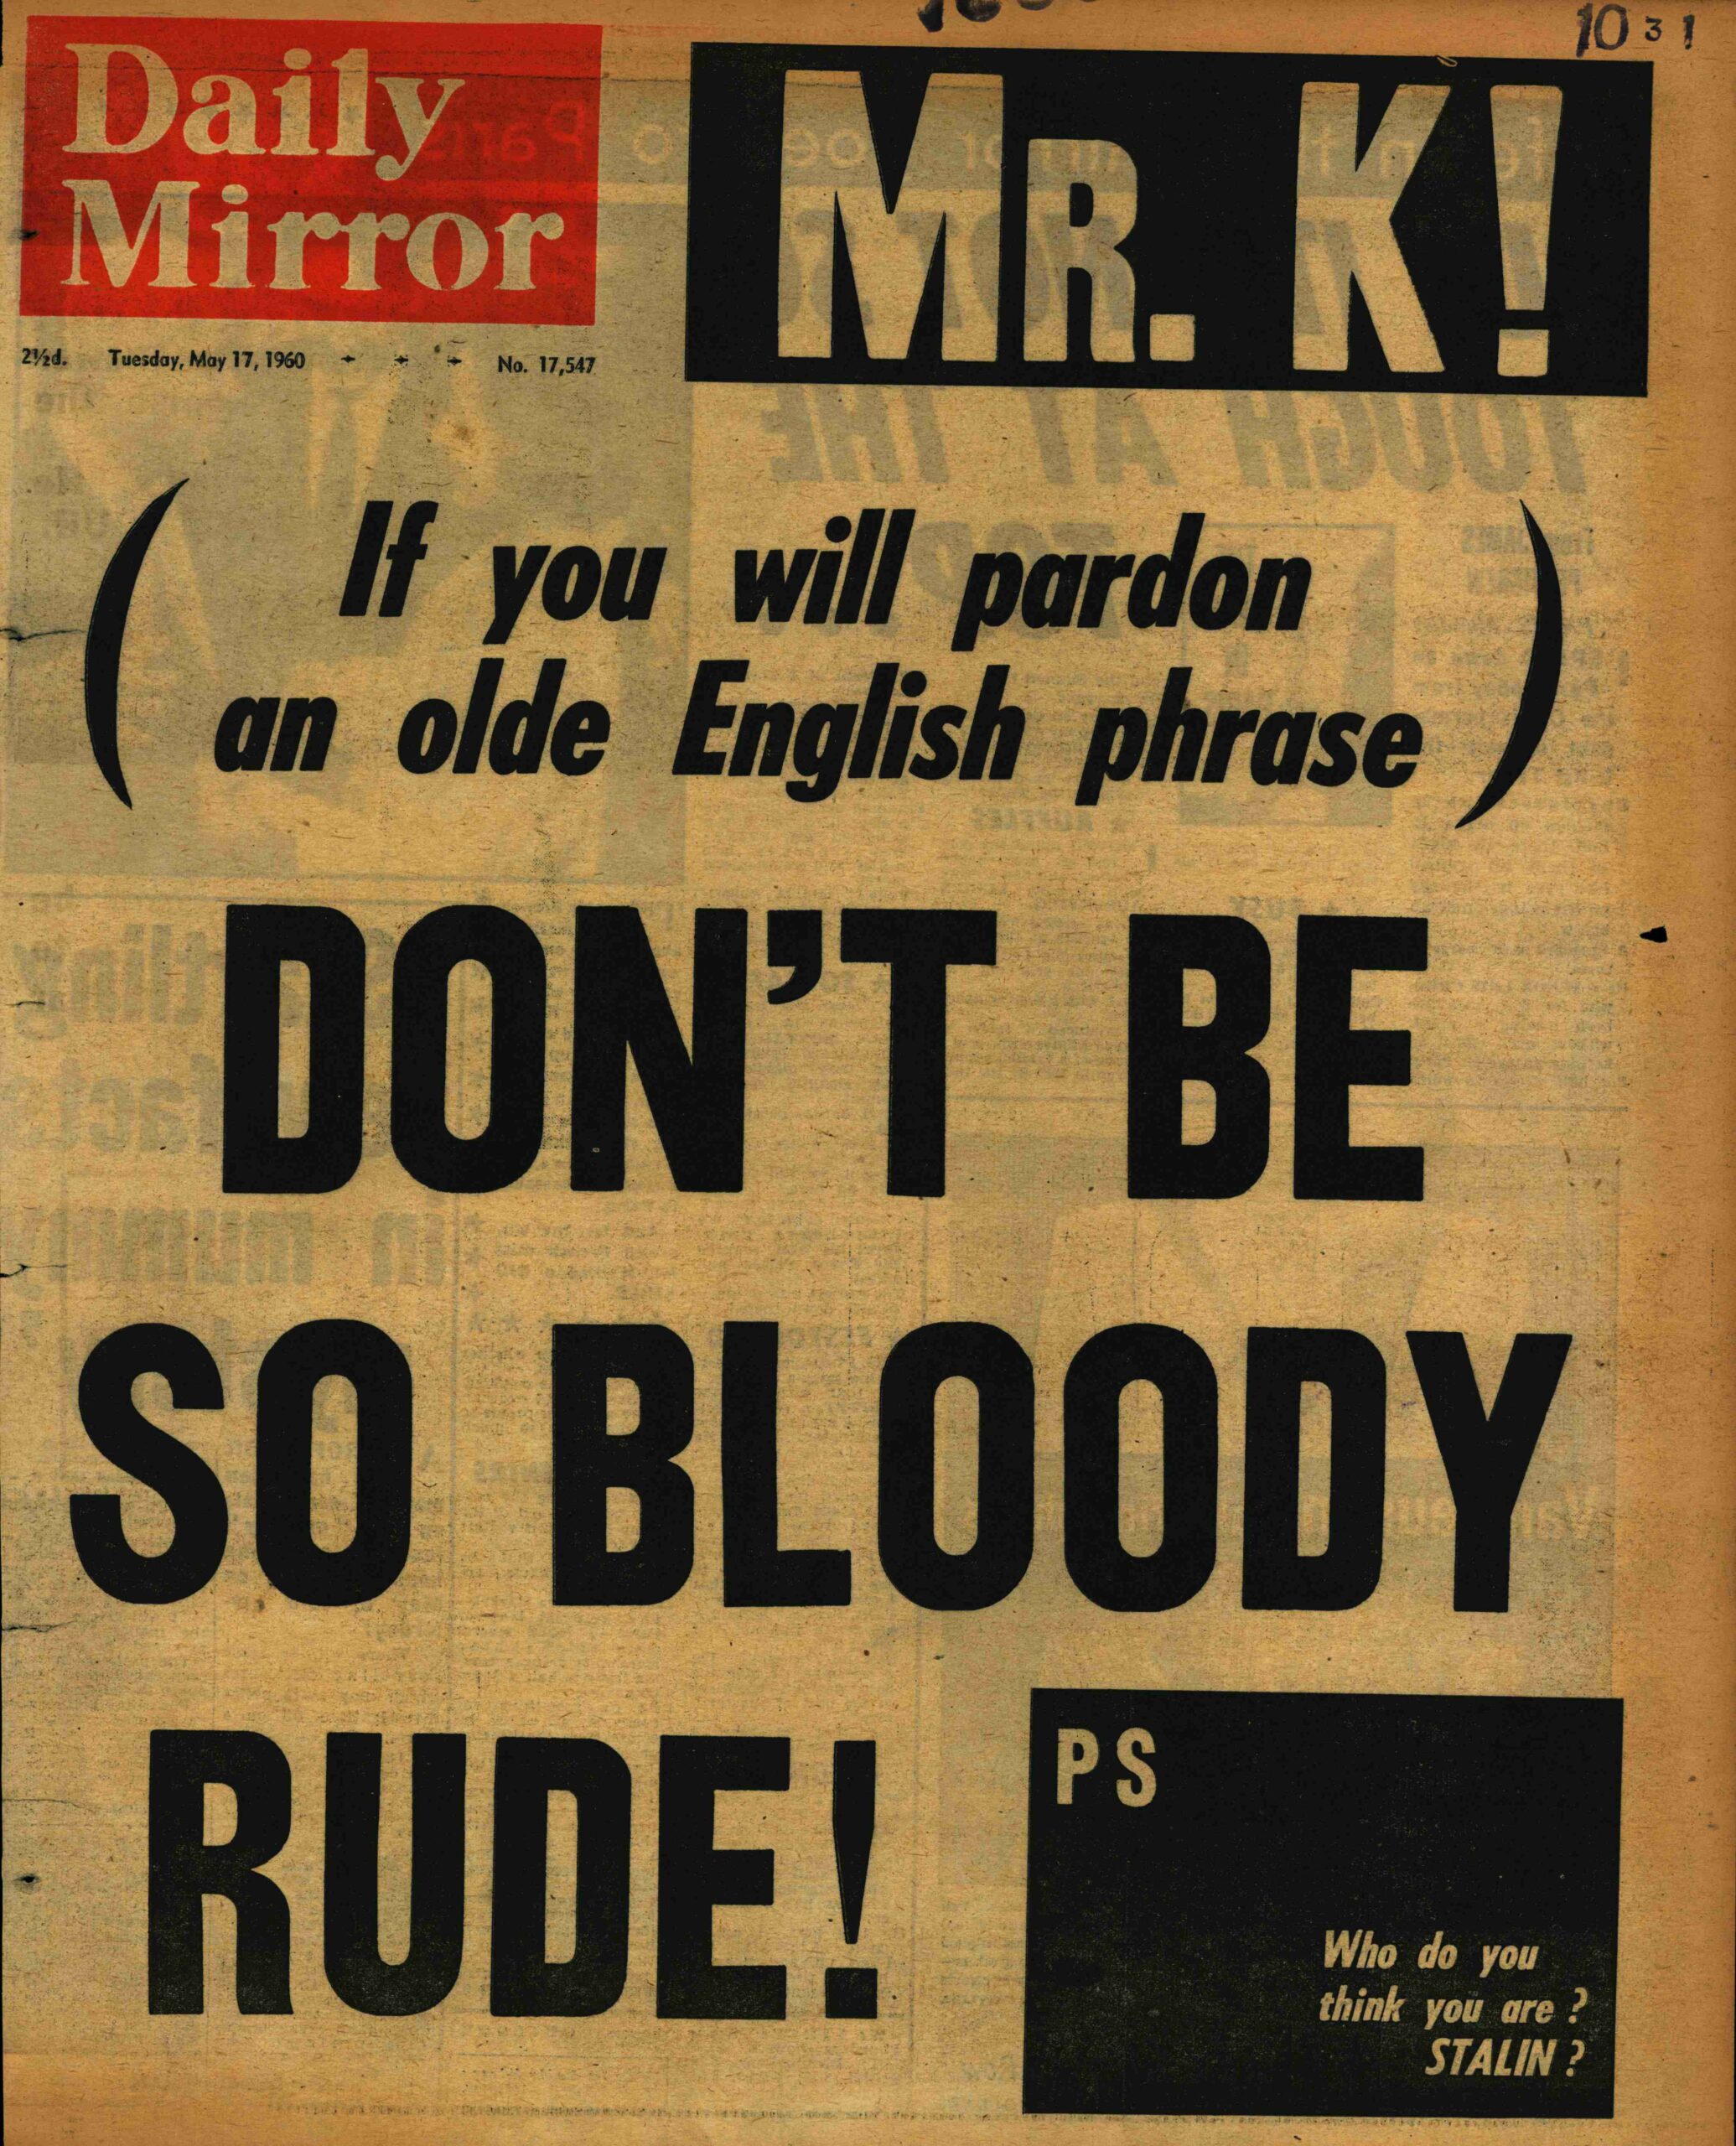 10 3 1
Daily
Mirror
MR. K!
2½d. Tuesday, May 17, 1960 No. 17,547
( If you will pardon
an olde English phrase )
DON'T BE
SO BLOODY
RUDE!
PS
Who do you
think you are ?
STALIN ?